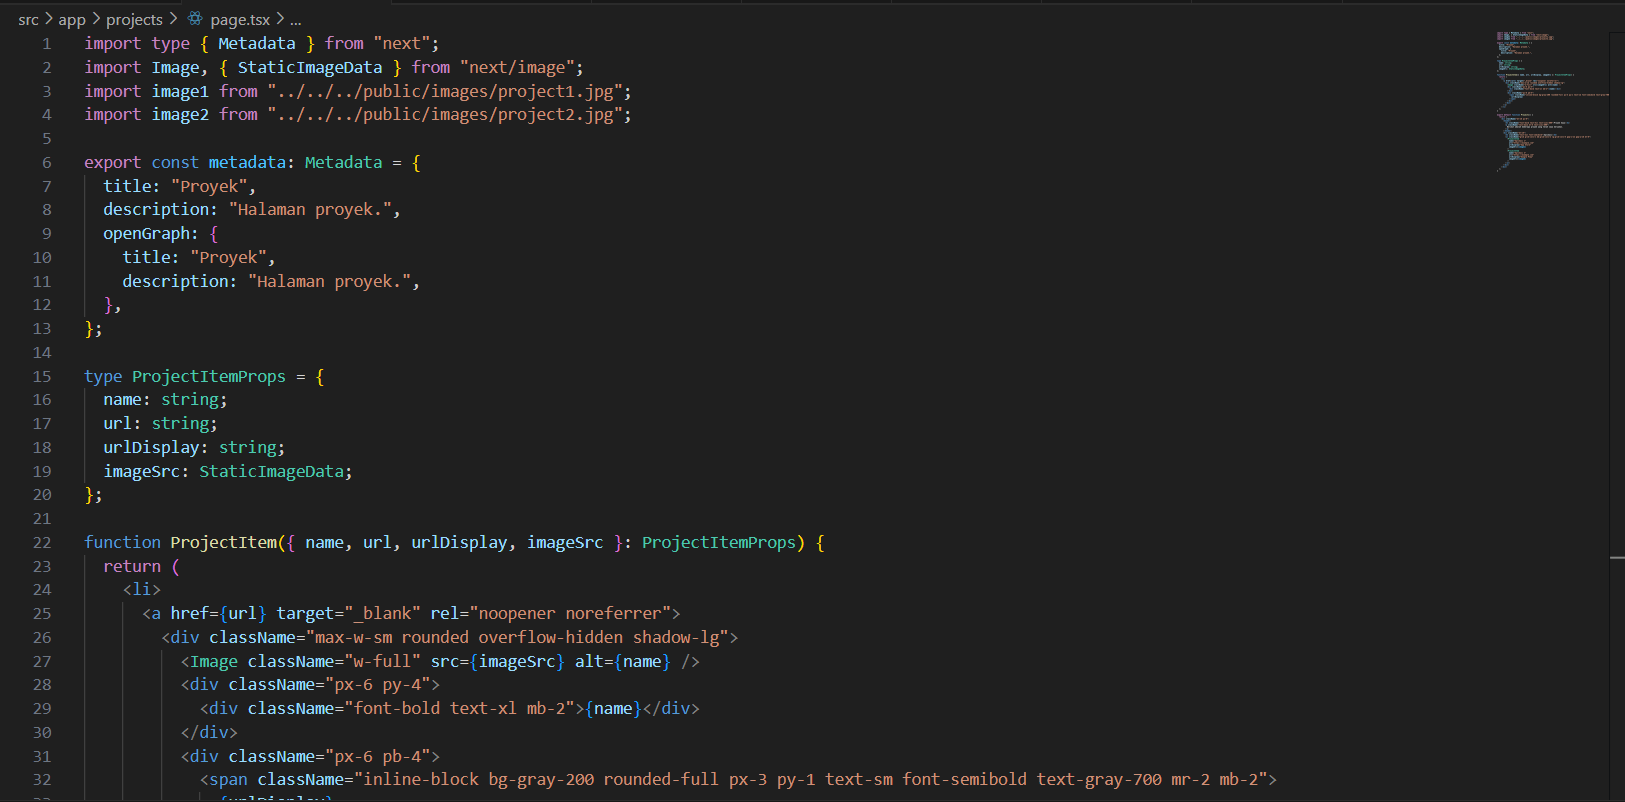 src > app > projects > page.tsx > ...
1 import type { Metadata } from "next";
2 import Image, { StaticImageData } from "next/image";
3 import image1 from "../../../public/images/project1.jpg";
4 import image2 from "../../../public/images/project2.jpg";
5
6 export const metadata: Metadata = {
7   title: "Proyek",
8   description: "Halaman proyek.",
9   openGraph: {
10     title: "Proyek",
11     description: "Halaman proyek.",
12   },
13 };
14
15 type ProjectItemProps = {
16   name: string;
17   url: string;
18   urlDisplay: string;
19   imageSrc: StaticImageData;
20 };
21
22 function ProjectItem({ name, url, urlDisplay, imageSrc }: ProjectItemProps) {
23   return (
24     <li>
25       <a href={url} target="_blank" rel="noopener noreferrer">
26         <div className="max-w-sm rounded overflow-hidden shadow-lg">
27           <Image className="w-full" src={imageSrc} alt={name} />
28           <div className="px-6 py-4">
29             <div className="font-bold text-xl mb-2">{name}</div>
30           </div>
31           <div className="px-6 pb-4">
32             <span className="inline-block bg-gray-200 rounded-full px-3 py-1 text-sm font-semibold text-gray-700 mr-2 mb-2">